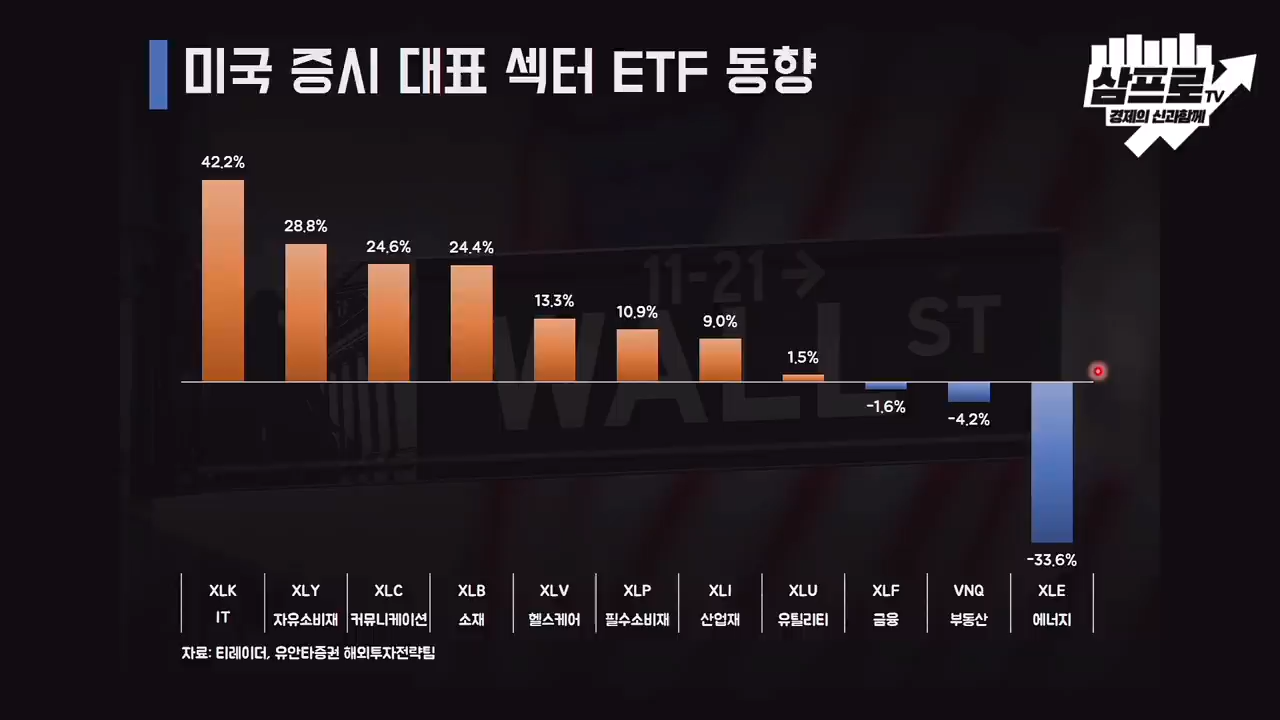 미국 증시 대표 섹터 ETF 동향
삼프로TV
경제의 신과함께
42.2%
28.8%
24.6%
24.4%
13.3%
10.9%
9.0%
1.5%
-1.6%
-4.2%
-33.6%
11-21 →
WALL ST
XLK XLY XLC XLB XLV XLP XLI XLU XLF VNQ XLE
IT 자유소비재 커뮤니케이션 소재 헬스케어 필수소비재 산업재 유틸리티 금융 부동산 에너지
자료: 티레이더, 유안타증권 해외투자전략팀